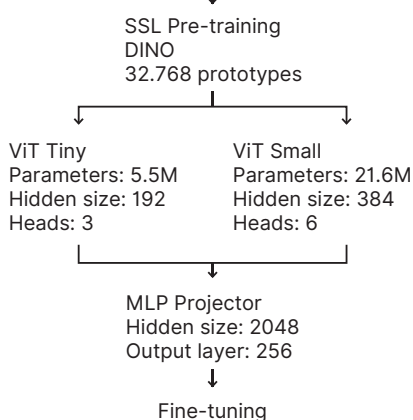 SSL Pre-training
DINO
32.768 prototypes
ViT Tiny
Parameters: 5.5M
Hidden size: 192
Heads: 3
ViT Small
Parameters: 21.6M
Hidden size: 384
Heads: 6
MLP Projector
Hidden size: 2048
Output layer: 256
Fine-tuning